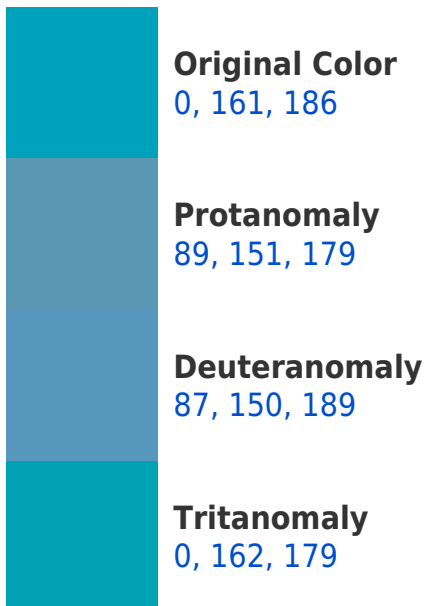 Original Color
0, 161, 186
Protanomaly
89, 151, 179
Deuteranomaly
87, 150, 189
Tritanomaly
0, 162, 179